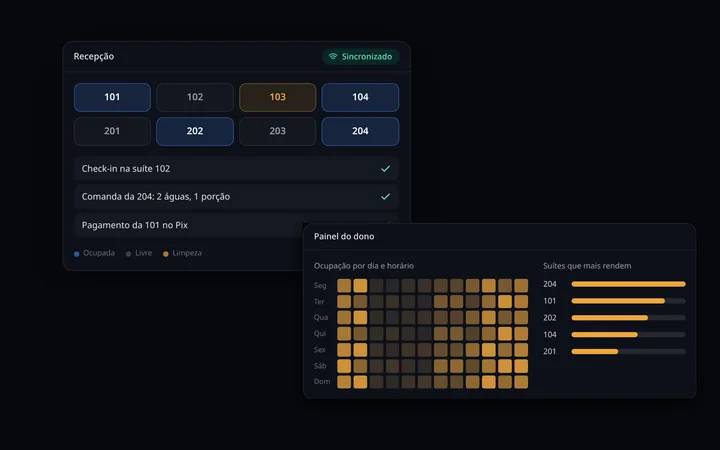 Recepção
Sincronizado
101 102 103 104
201 202 203 204
Check-in na suíte 102
Comanda da 204: 2 águas, 1 porção
Pagamento da 101 no Pix
Ocupada Livre Limpeza
Painel do dono
Ocupação por dia e horário
Seg
Ter
Qua
Qui
Sex
Sáb
Dom
Suítes que mais rendem
204
101
202
104
201